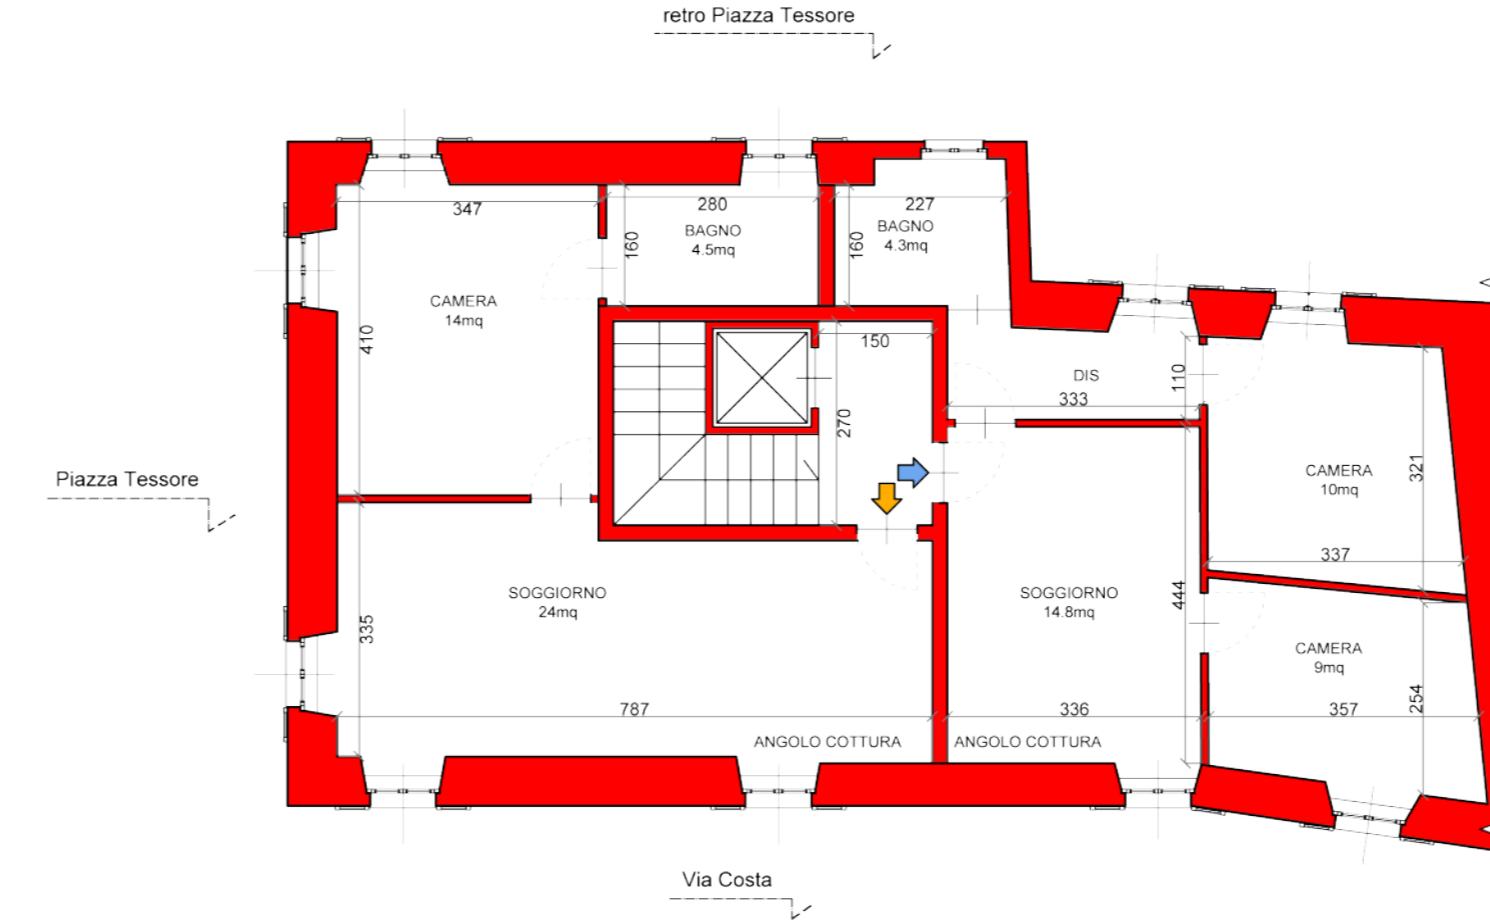 retro Piazza Tessore
347
280
227
BAGNO
4.5mq
BAGNO
4.3mq
160
160
CAMERA
14mq
410
150
270
DIS
333
110
CAMERA
10mq
321
337
Piazza Tessore
SOGGIORNO
24mq
335
SOGGIORNO
14.8mq
444
CAMERA
9mq
254
787
336
357
ANGOLO COTTURA
ANGOLO COTTURA
Via Costa